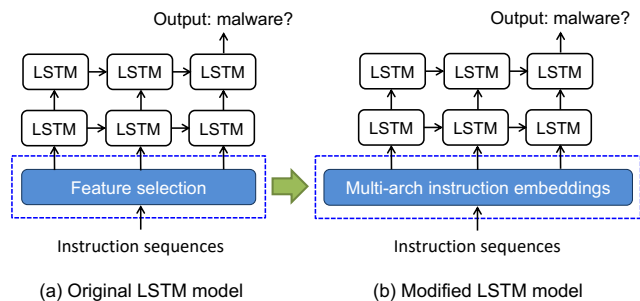 Output: malware?
LSTM LSTM LSTM
LSTM LSTM LSTM
Feature selection
Instruction sequences
(a) Original LSTM model
Output: malware?
LSTM LSTM LSTM
LSTM LSTM LSTM
Multi-arch instruction embeddings
Instruction sequences
(b) Modified LSTM model